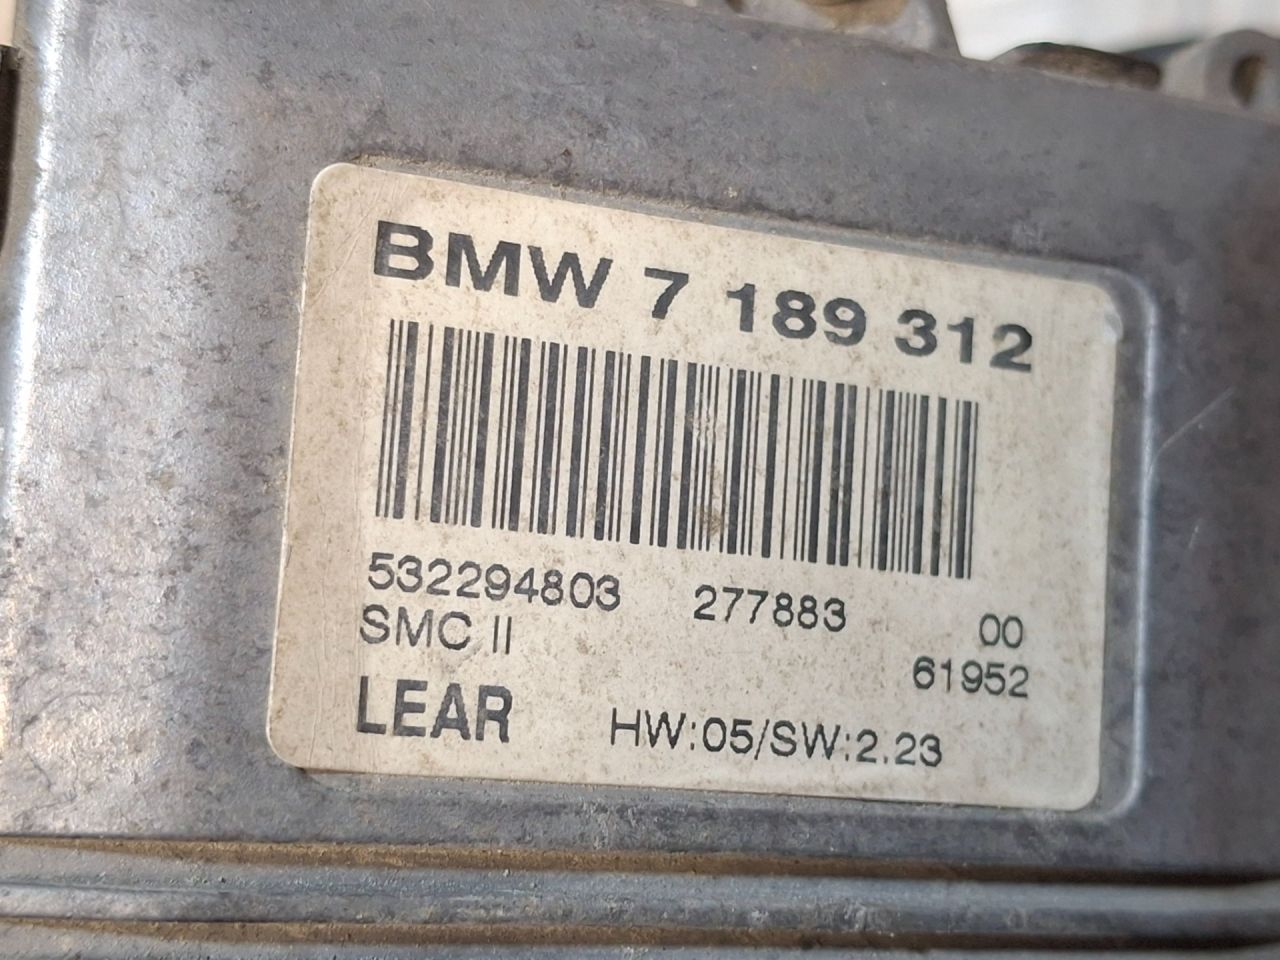 BMW 7 189 312
532294803 277883 00
SMC II 61952
LEAR HW:05/SW:2.23